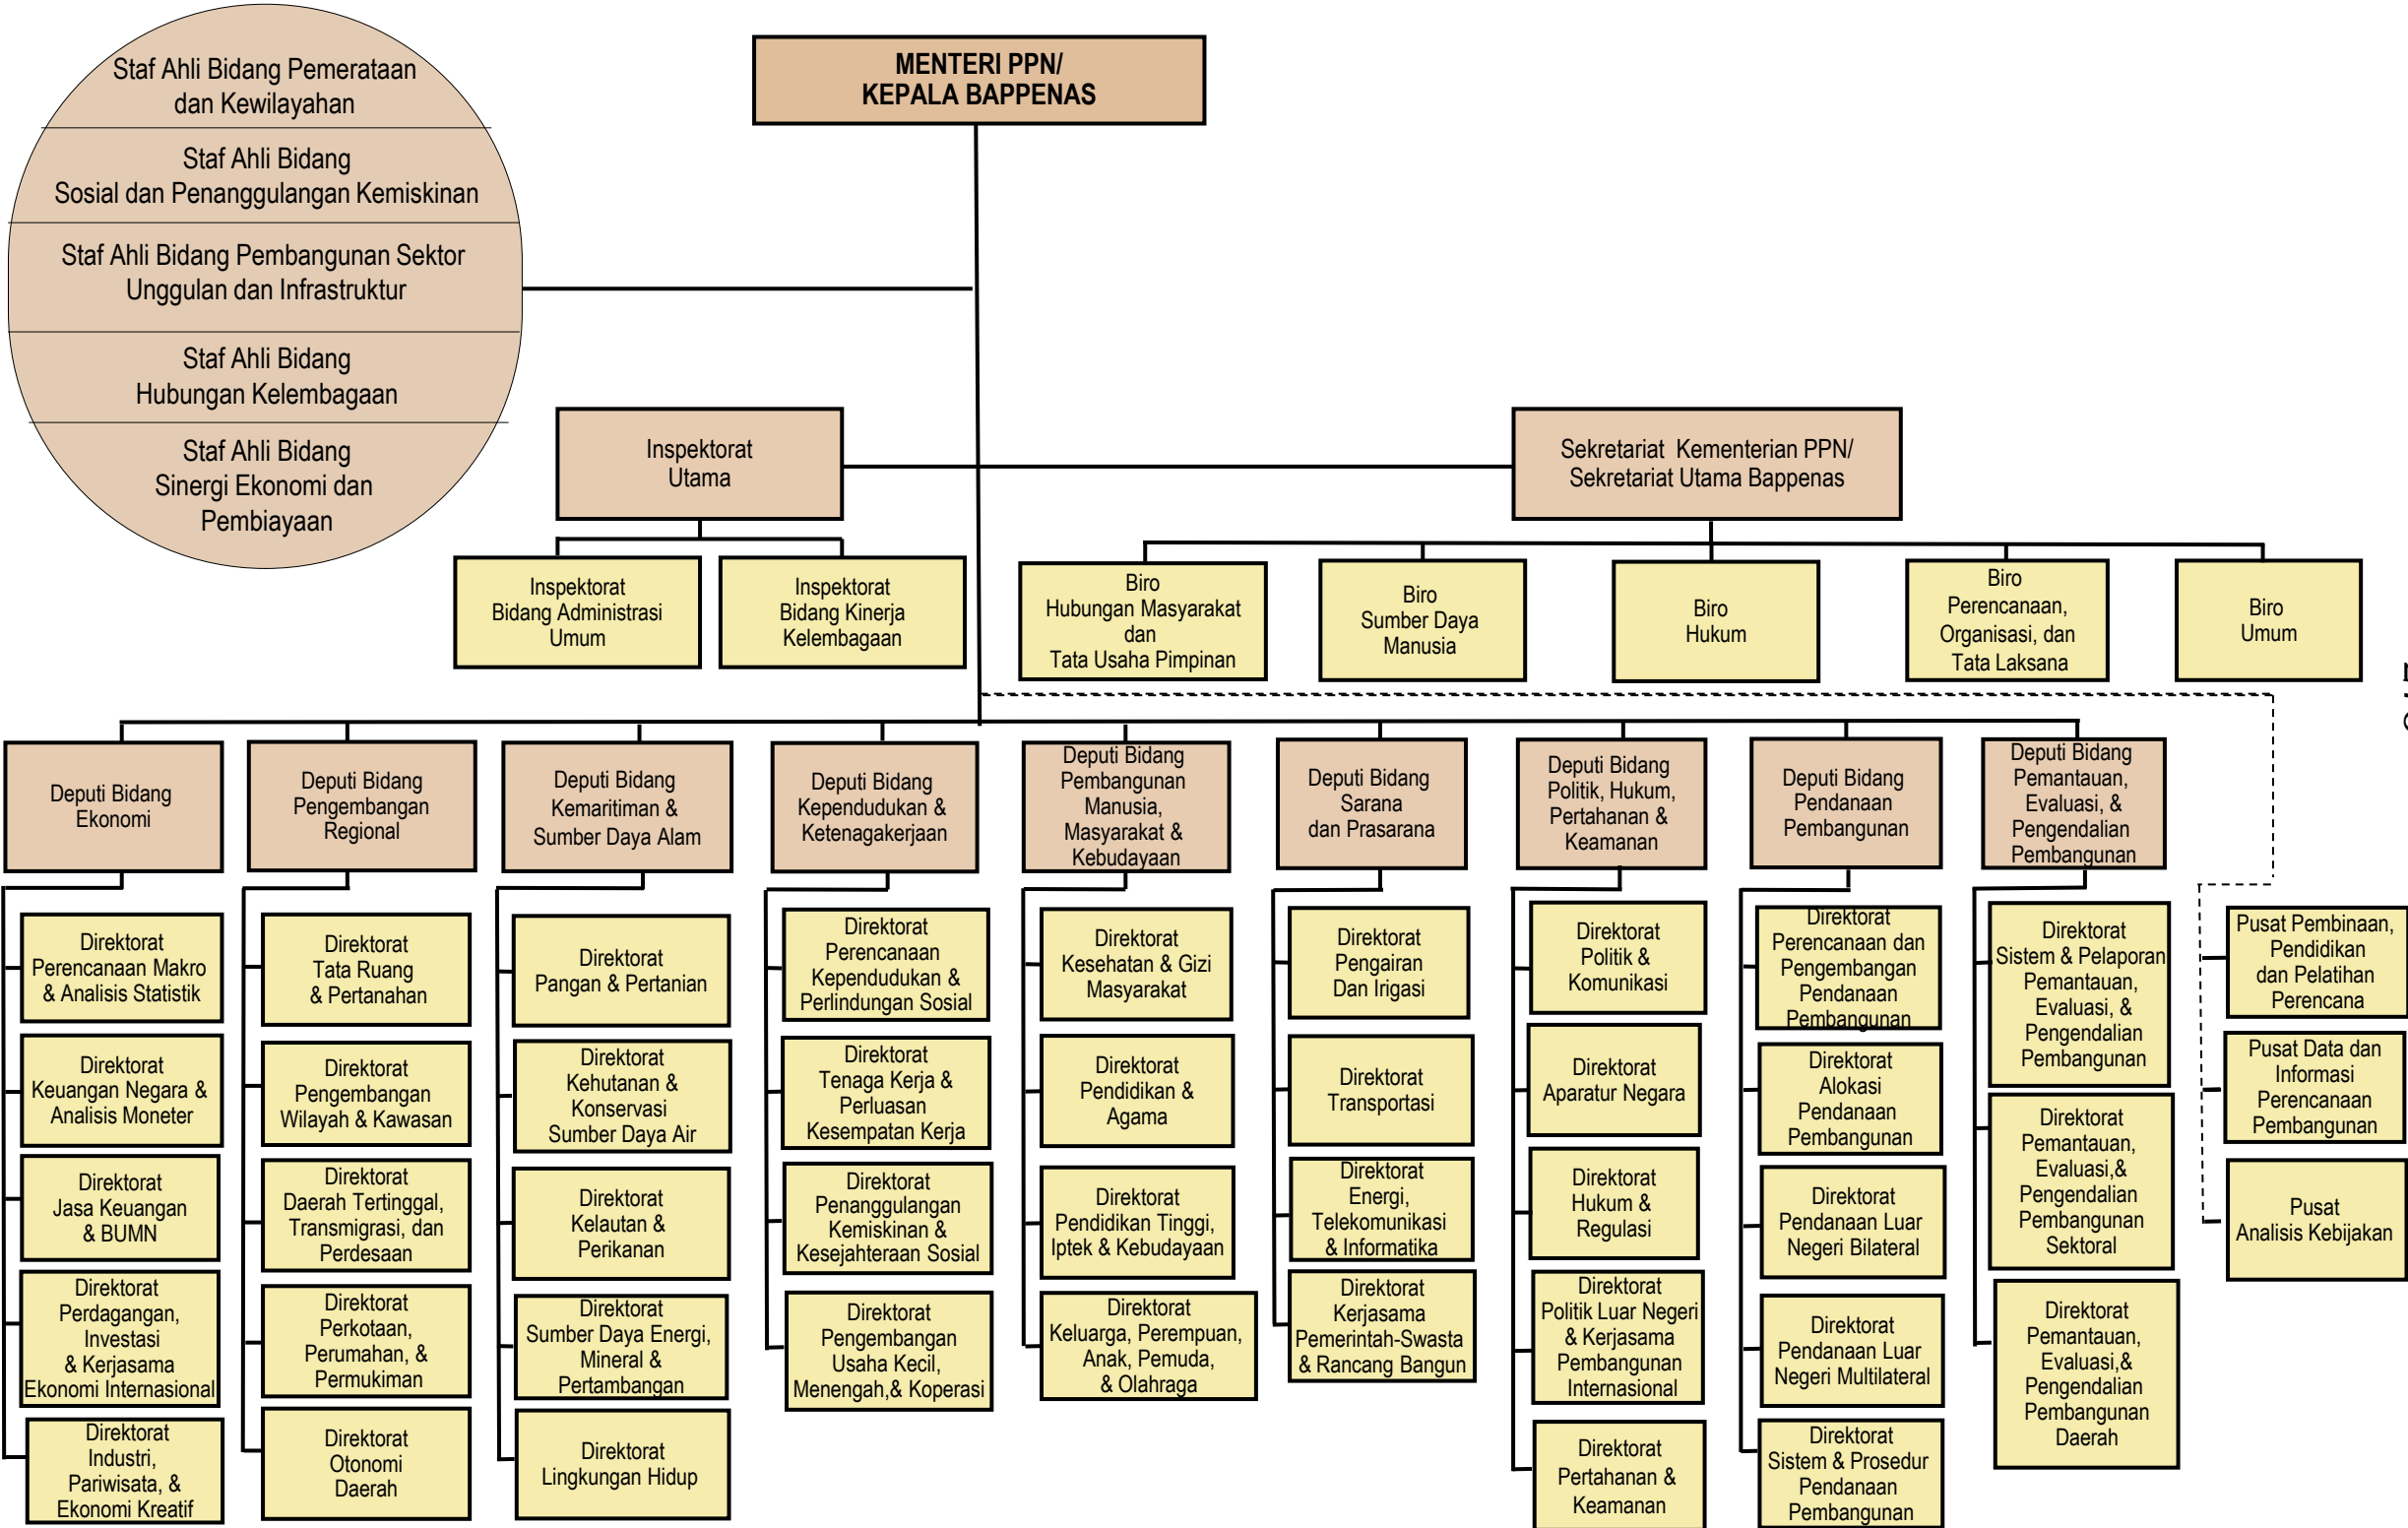 Staf Ahli Bidang Pemerataan
dan Kewilayahan
Staf Ahli Bidang
Sosial dan Penanggulangan Kemiskinan
Staf Ahli Bidang Pembangunan Sektor
Unggulan dan Infrastruktur
Staf Ahli Bidang
Hubungan Kelembagaan
Staf Ahli Bidang
Sinergi Ekonomi dan
Pembiayaan
MENTERI PPN/
KEPALA BAPPENAS
Inspektorat
Utama
Sekretariat Kementerian PPN/
Sekretariat Utama Bappenas
Inspektorat
Bidang Administrasi
Umum
Inspektorat
Bidang Kinerja
Kelembagaan
Biro
Hubungan Masyarakat
dan
Tata Usaha Pimpinan
Biro
Sumber Daya
Manusia
Biro
Hukum
Biro
Perencanaan,
Organisasi, dan
Tata Laksana
Biro
Umum
Deputi Bidang
Ekonomi
Deputi Bidang
Pengembangan
Regional
Deputi Bidang
Kemaritiman &
Sumber Daya Alam
Deputi Bidang
Kependudukan &
Ketenagakerjaan
Deputi Bidang
Pembangunan
Manusia,
Masyarakat &
Kebudayaan
Deputi Bidang
Sarana
dan Prasarana
Deputi Bidang
Politik, Hukum,
Pertahanan &
Keamanan
Deputi Bidang
Pendanaan
Pembangunan
Deputi Bidang
Pemantauan,
Evaluasi, &
Pengendalian
Pembangunan
Direktorat
Perencanaan Makro
& Analisis Statistik
Direktorat
Keuangan Negara &
Analisis Moneter
Direktorat
Jasa Keuangan
& BUMN
Direktorat
Perdagangan,
Investasi
& Kerjasama
Ekonomi Internasional
Direktorat
Industri,
Pariwisata, &
Ekonomi Kreatif
Direktorat
Tata Ruang
& Pertanahan
Direktorat
Pengembangan
Wilayah & Kawasan
Direktorat
Daerah Tertinggal,
Transmigrasi, dan
Perdesaan
Direktorat
Perkotaan,
Perumahan, &
Permukiman
Direktorat
Otonomi
Daerah
Direktorat
Pangan & Pertanian
Direktorat
Kehutanan &
Konservasi
Sumber Daya Air
Direktorat
Kelautan &
Perikanan
Direktorat
Sumber Daya Energi,
Mineral &
Pertambangan
Direktorat
Lingkungan Hidup
Direktorat
Perencanaan
Kependudukan &
Perlindungan Sosial
Direktorat
Tenaga Kerja &
Perluasan
Kesempatan Kerja
Direktorat
Penanggulangan
Kemiskinan &
Kesejahteraan Sosial
Direktorat
Pengembangan
Usaha Kecil,
Menengah,& Koperasi
Direktorat
Kesehatan & Gizi
Masyarakat
Direktorat
Pendidikan &
Agama
Direktorat
Pendidikan Tinggi,
Iptek & Kebudayaan
Direktorat
Keluarga, Perempuan,
Anak, Pemuda,
& Olahraga
Direktorat
Pengairan
Dan Irigasi
Direktorat
Transportasi
Direktorat
Energi,
Telekomunikasi
& Informatika
Direktorat
Kerjasama
Pemerintah-Swasta
& Rancang Bangun
Direktorat
Politik &
Komunikasi
Direktorat
Aparatur Negara
Direktorat
Hukum &
Regulasi
Direktorat
Politik Luar Negeri
& Kerjasama
Pembangunan
Internasional
Direktorat
Pertahanan &
Keamanan
Direktorat
Perencanaan dan
Pengembangan
Pendanaan
Pembangunan
Direktorat
Alokasi
Pendanaan
Pembangunan
Direktorat
Pendanaan Luar
Negeri Bilateral
Direktorat
Pendanaan Luar
Negeri Multilateral
Direktorat
Sistem & Prosedur
Pendanaan
Pembangunan
Direktorat
Sistem & Pelaporan
Pemantauan,
Evaluasi, &
Pengendalian
Pembangunan
Direktorat
Pemantauan,
Evaluasi,&
Pengendalian
Pembangunan
Sektoral
Direktorat
Pemantauan,
Evaluasi,&
Pengendalian
Pembangunan
Daerah
Pusat Pembinaan,
Pendidikan
dan Pelatihan
Perencana
Pusat Data dan
Informasi
Perencanaan
Pembangunan
Pusat
Analisis Kebijakan